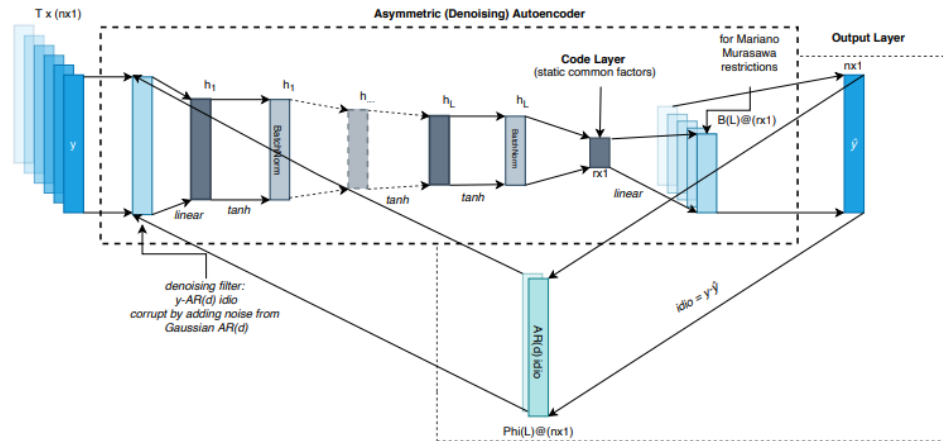 T x (nx1)
Asymmetric (Denoising) Autoencoder
for Mariano
Murasawa
restrictions
Output Layer
nx1
Code Layer
(static common factors)
h1
h1
h...
hL
hL
B(L)@(rx1)
y
BatchNorm
BatchNorm
rx1
ŷ
linear
tanh
tanh
tanh
linear
denoising filter:
y-AR(d) idio
corrupt by adding noise from
Gaussian AR(d)
AR(d) idio
idio = y-ŷ
Phi(L)@(nx1)